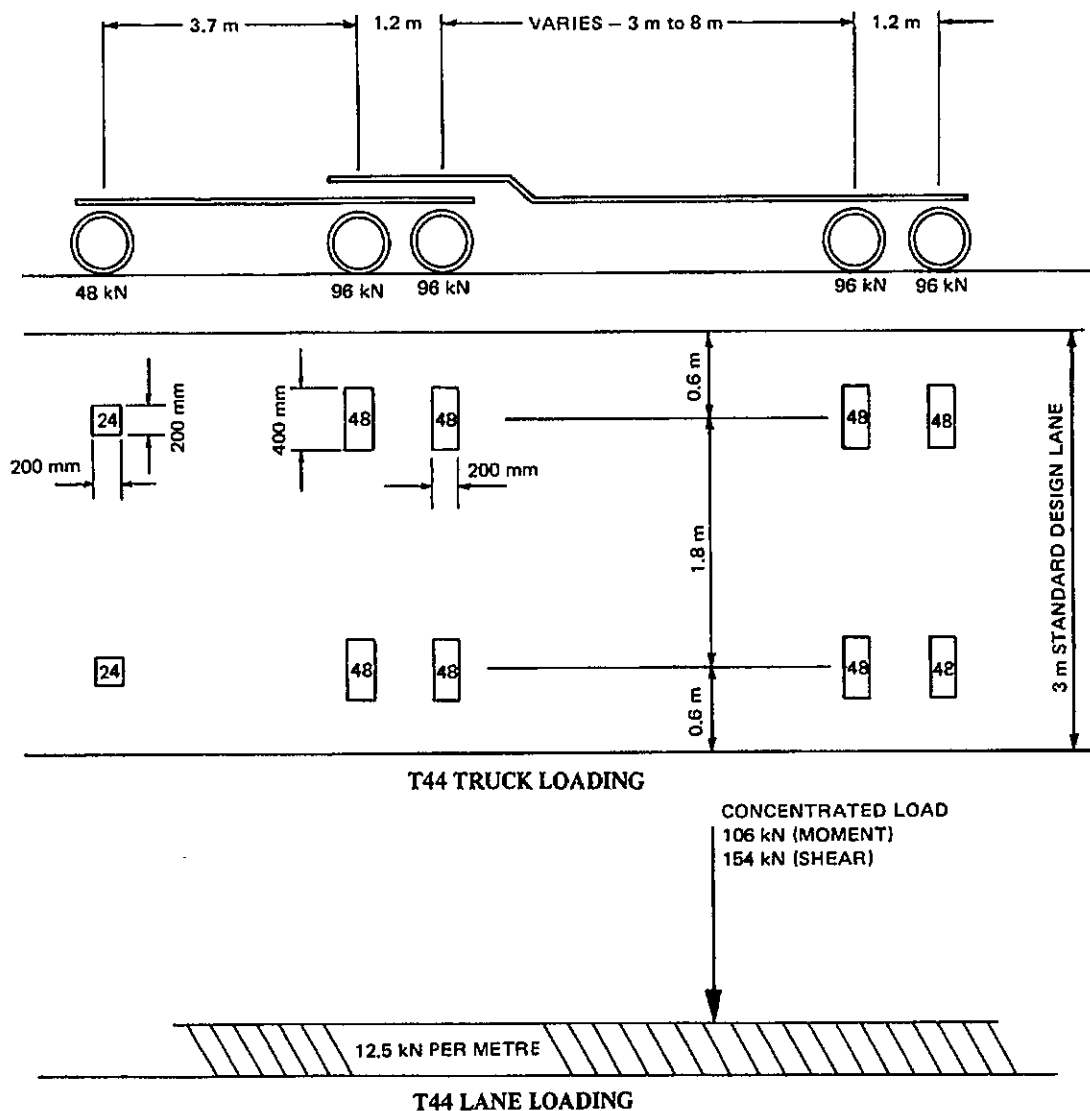 3.7 m
1.2 m
VARIES – 3 m to 8 m
1.2 m
48 kN
96 kN
96 kN
96 kN
96 kN
24
200 mm
200 mm
400 mm
48
48
200 mm
0.6 m
48
48
1.8 m
3 m STANDARD DESIGN LANE
24
48
48
48
48
0.6 m
T44 TRUCK LOADING
CONCENTRATED LOAD
106 kN (MOMENT)
154 kN (SHEAR)
12.5 kN PER METRE
T44 LANE LOADING